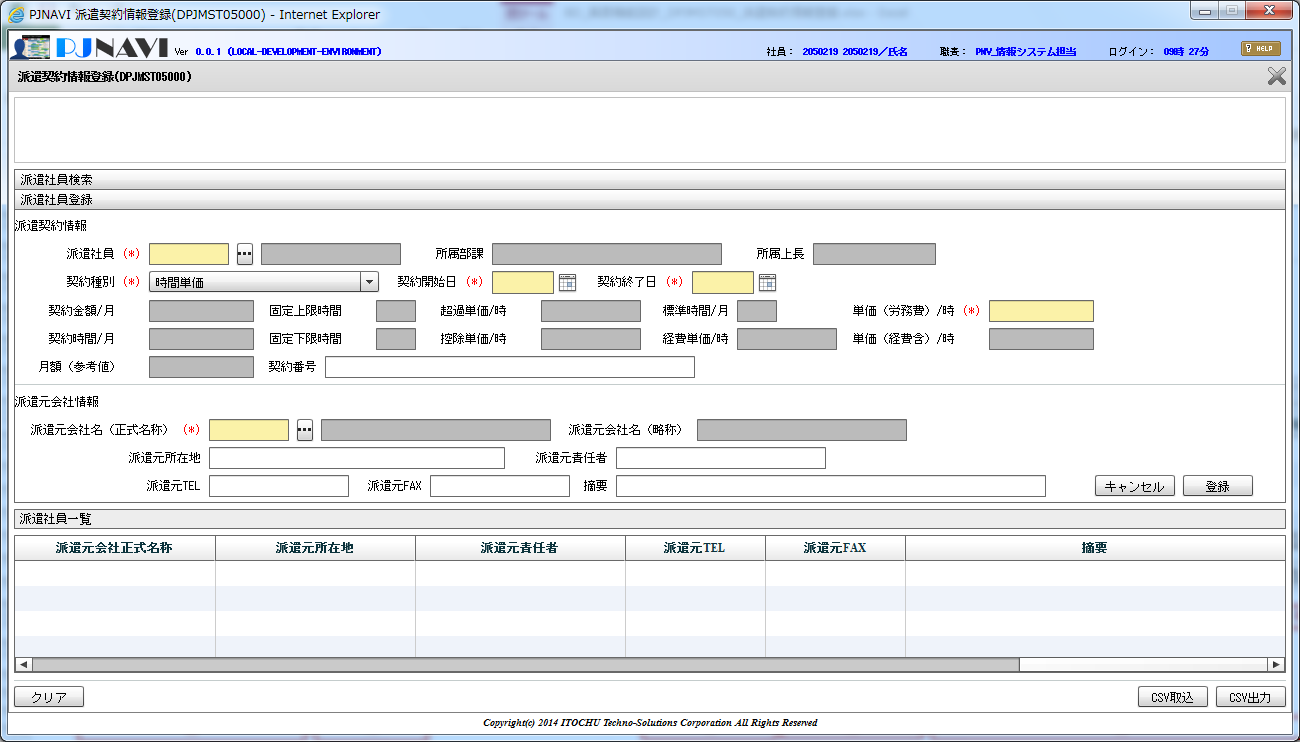 PJNAVI 派遣契約情報登録(DPJMST05000) - Internet Explorer
PJNAVI Ver 0.0.1 (LOCAL-DEVELOPMENT-ENVIRONMENT) 社員： 2050219 2050219／氏名 職責： PNV_情報システム担当 ログイン： 09時 27分 ? HELP
派遣契約情報登録(DPJMST05000)
派遣社員検索
派遣社員登録
派遣契約情報
派遣社員 (*) ... 所属部課 所属上長
契約種別 (*) 時間単価 契約開始日 (*) 契約終了日 (*)
契約金額/月 固定上限時間 超過単価/時 標準時間/月 単価（労務費）/時 (*)
契約時間/月 固定下限時間 控除単価/時 経費単価/時 単価（経費含）/時
月額（参考値） 契約番号
派遣元会社情報
派遣元会社名（正式名称） (*) ... 派遣元会社名（略称）
派遣元所在地 派遣元責任者
派遣元TEL 派遣元FAX 摘要 キャンセル 登録
派遣社員一覧
派遣元会社正式名称 派遣元所在地 派遣元責任者 派遣元TEL 派遣元FAX 摘要
クリア CSV取込 CSV出力
Copyright(c) 2014 ITOCHU Techno-Solutions Corporation All Rights Reserved